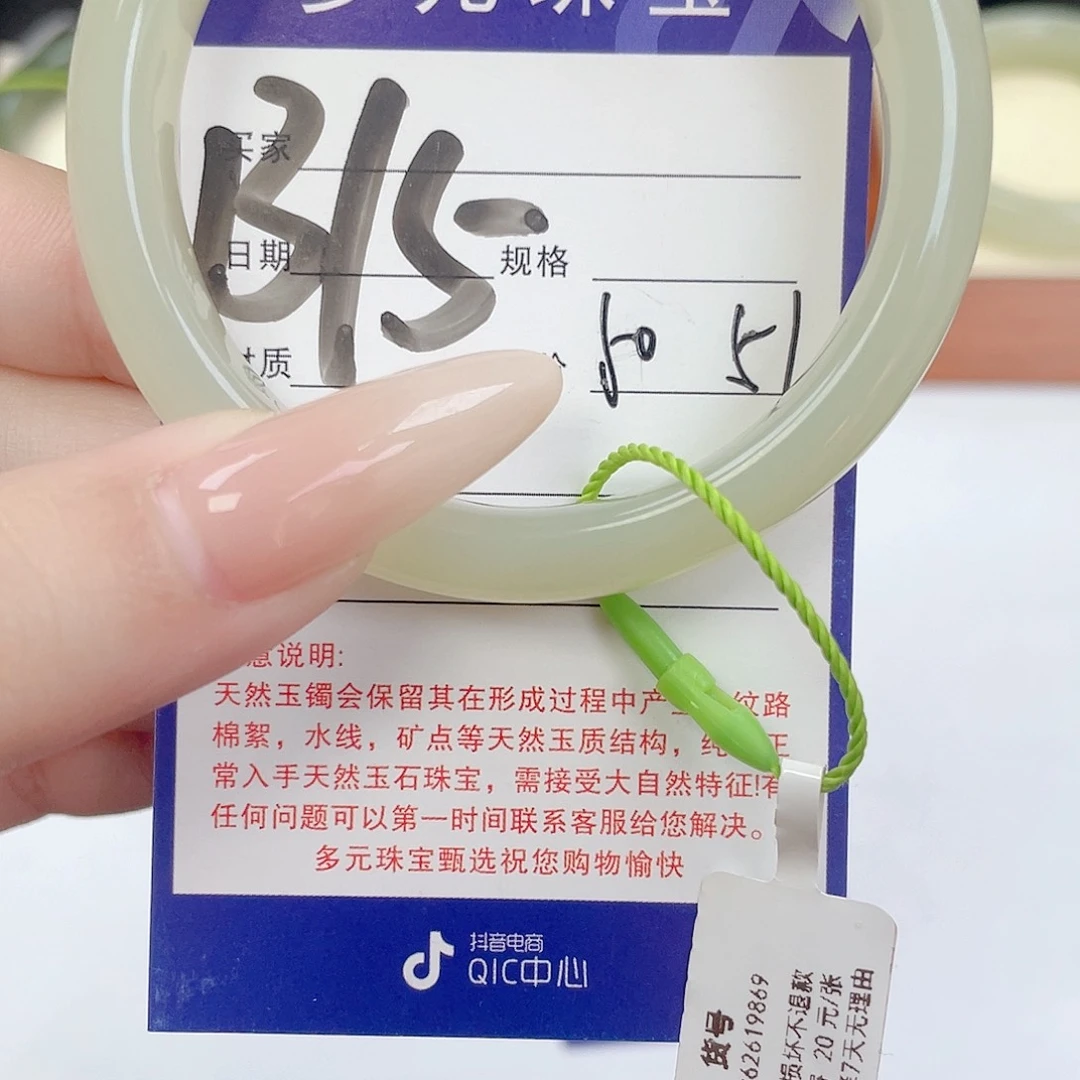 多元珠宝
买家
B15
日期 规格
材质
50 51
意说明:
天然玉镯会保留其在形成过程中产 纹路
棉絮，水线，矿点等天然玉质结构，纯 正
常入手天然玉石珠宝，需接受大自然特征!有
任何问题可以第一时间联系客服给您解决。
多元珠宝甄选祝您购物愉快
抖音电商
QIC中心
货号
62619869
损坏不退款
20元/张
7天无理由